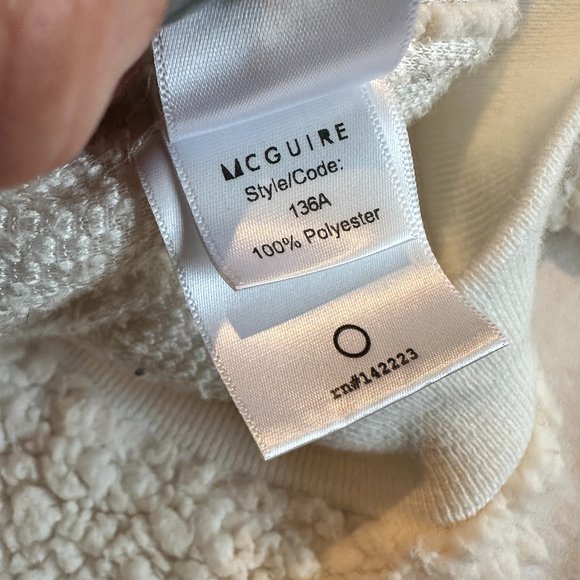 MCGUIRE
Style/Code:
136A
100% Polyester
rn#142223